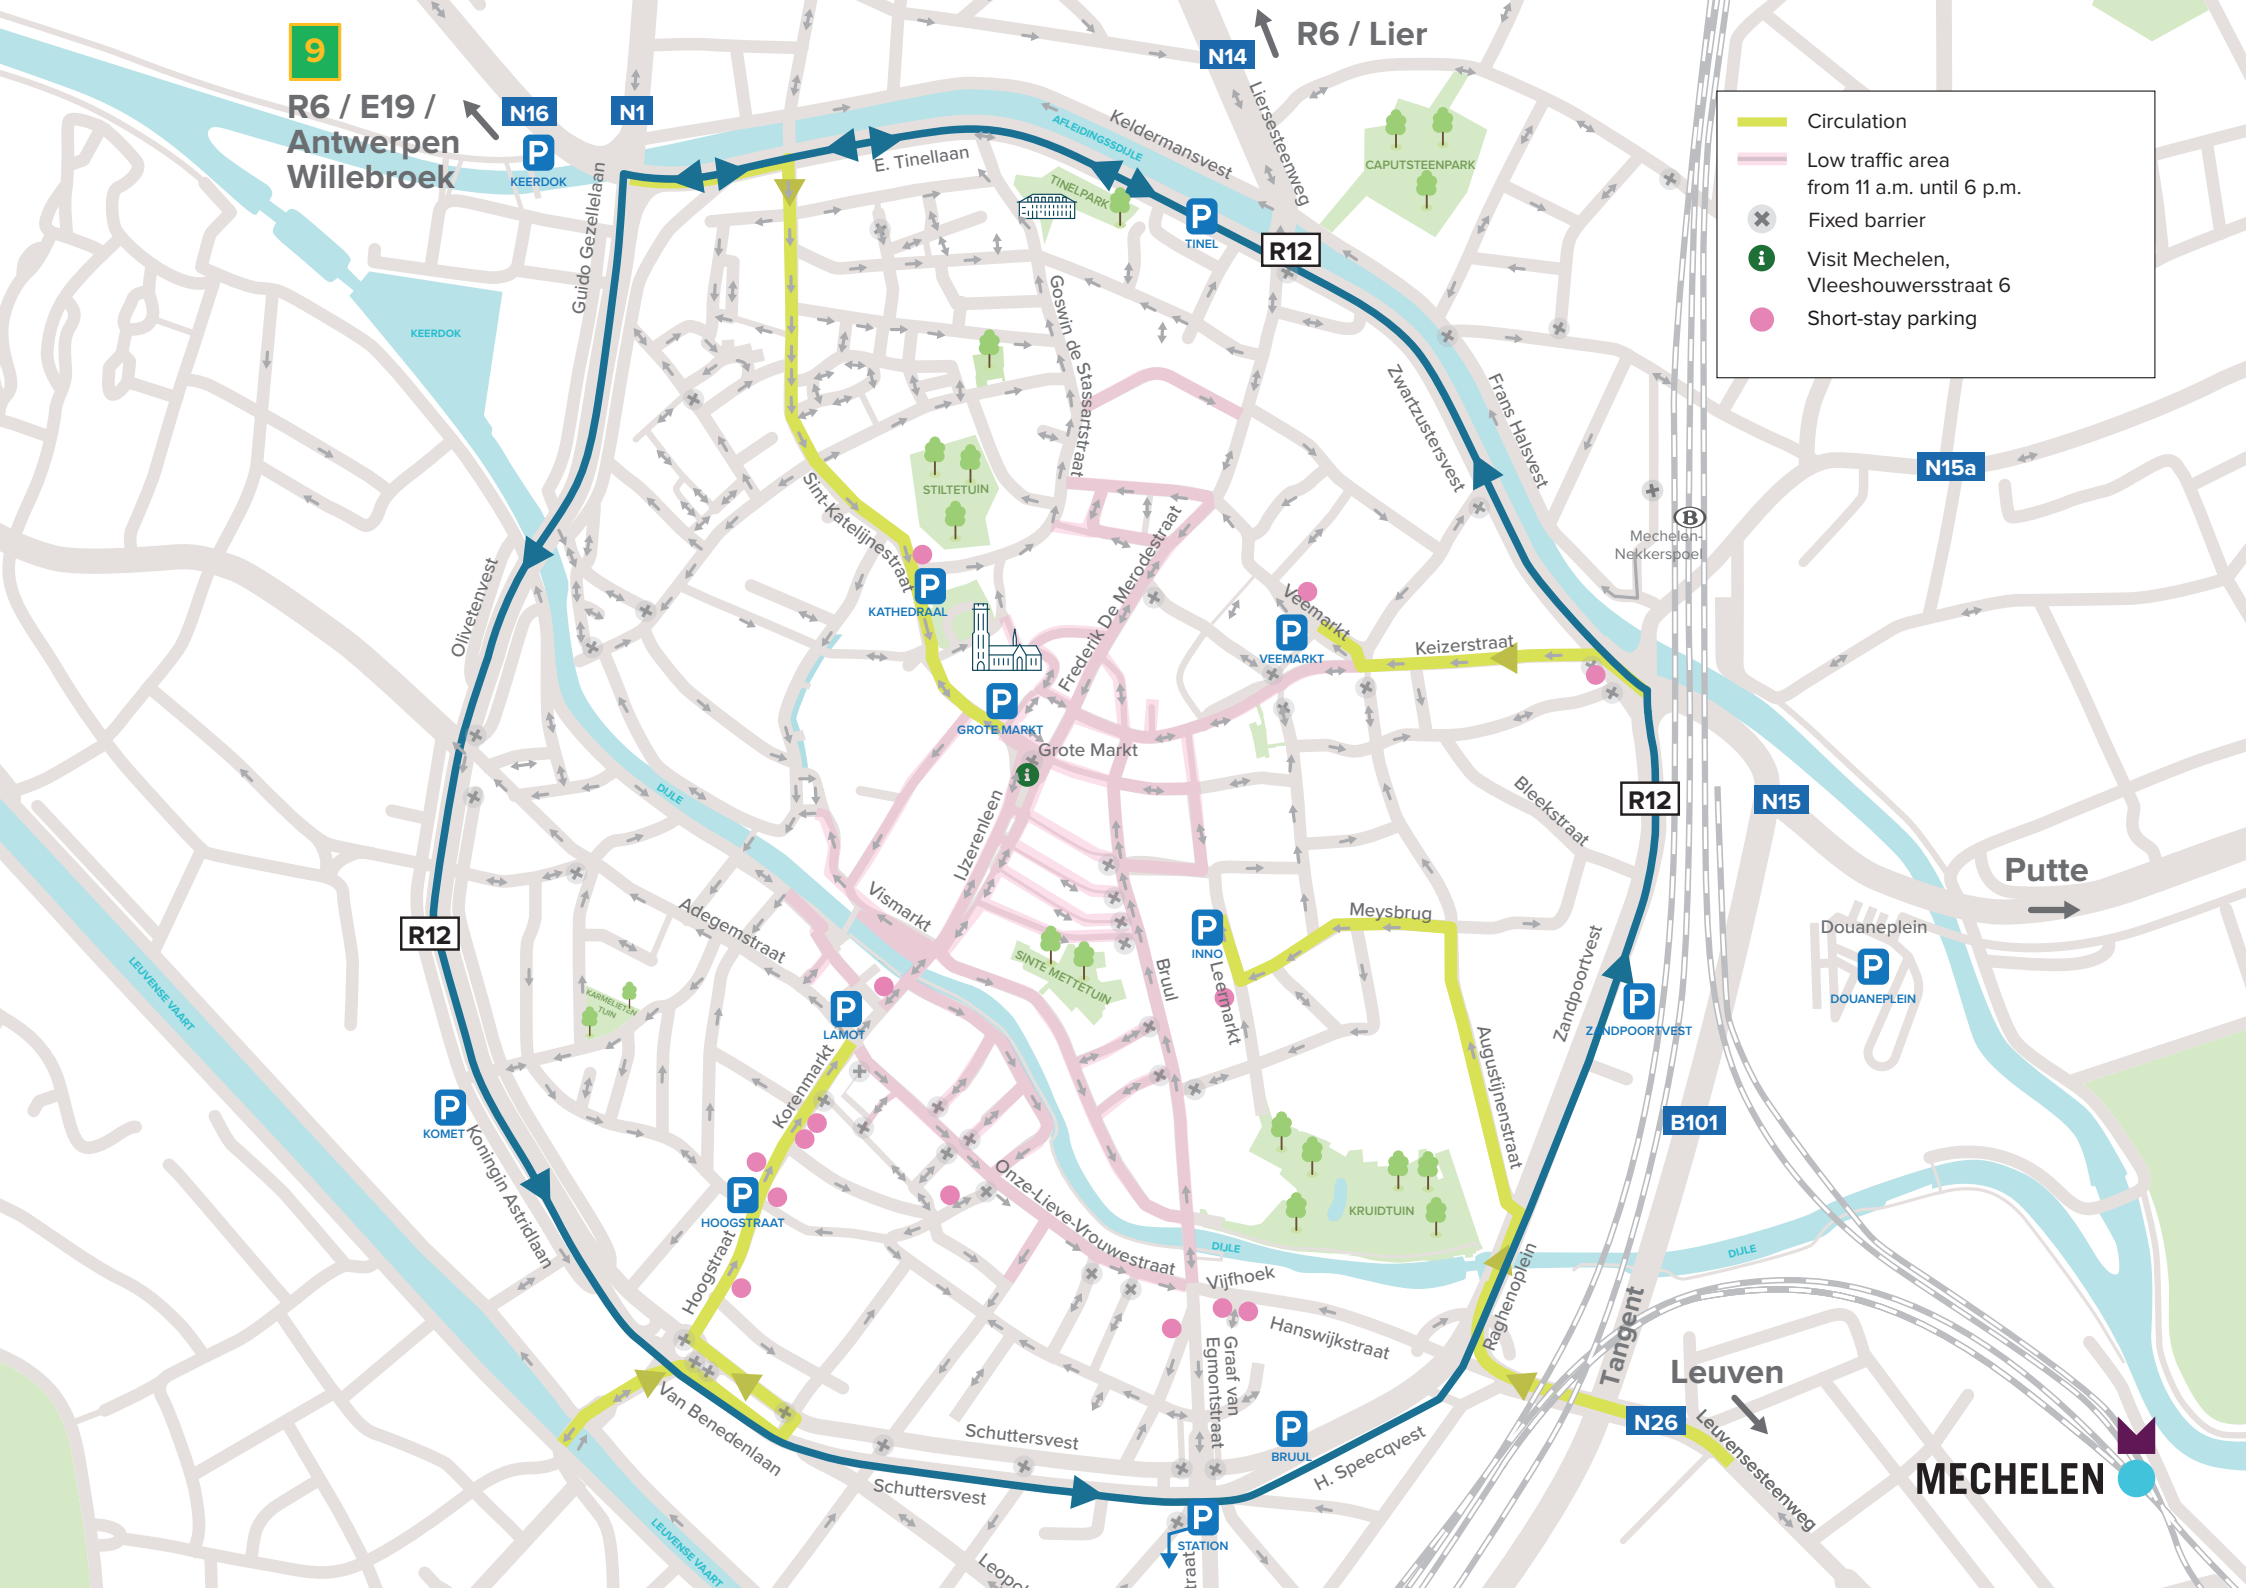 9
R6 / E19 /
Antwerpen
Willebroek
N16
P
KEERDOK
N1
N14
R6 / Lier
Circulation
Low traffic area
from 11 a.m. until 6 p.m.
Fixed barrier
i
Visit Mechelen,
Vleeshouwersstraat 6
Short-stay parking
Liersesteenweg
Keldermansvest
AFLEIDINGSSDIJLE
E. Tinellaan
TINELPARK
CAPUTSTEENPARK
P
TINEL
R12
Guido Gezellelaan
KEERDOK
Goswin de Stassartstraat
Zwartzustersvest
Frans Halsvest
N15a
B
Mechelen-
Nekkerspoel
STILTETUIN
Sint-Katelijnestraat
Frederik De Merodestraat
P
KATHEDRAAL
Olivetenvest
Veemarkt
P
VEEMARKT
Keizerstraat
P
GROTE MARKT
Grote Markt
i
DIJLE
IJzerenleen
Bleekstraat
R12
N15
Putte
Vismarkt
Adegemstraat
R12
LEUVENSE VAART
SINTE METTETUIN
Bruul
P
INNO
Leermarkt
Meysbrug
Zandpoortvest
P
ZANDPOORTVEST
Douaneplein
P
DOUANEPLEIN
KARMELIETEN
TUIN
P
LAMOT
Korenmarkt
Augustijnenstraat
B101
P
KOMET
Koningin Astridlaan
P
HOOGSTRAAT
Hoogstraat
Onze-Lieve-Vrouwestraat
KRUIDTUIN
DIJLE
DIJLE
Vijfhoek
Hanswijkstraat
Raghenoplein
Tangent
Leuven
Graaf van
Egmontstraat
Van Benedenlaan
Schuttersvest
Schuttersvest
P
BRUUL
H. Speecqvest
N26
Leuvensesteenweg
P
STATION
LEUVENSE VAART
Leopol
traat
MECHELEN